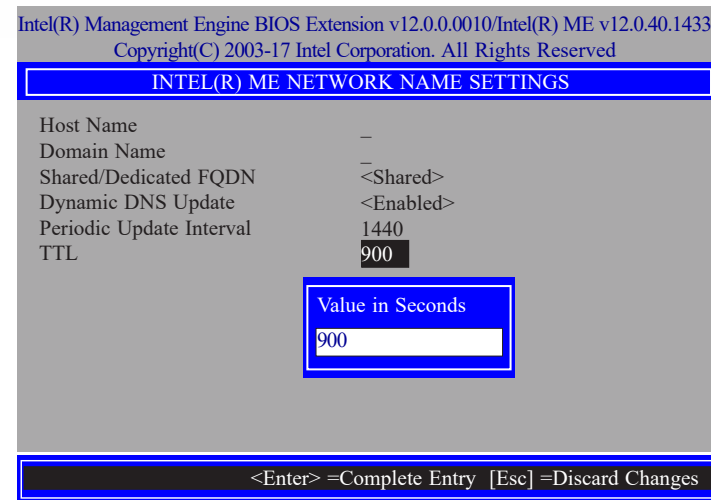 Intel(R) Management Engine BIOS Extension v12.0.0.0010/Intel(R) ME v12.0.40.1433
Copyright(C) 2003-17 Intel Corporation. All Rights Reserved
INTEL(R) ME NETWORK NAME SETTINGS
Host Name _
Domain Name _
Shared/Dedicated FQDN <Shared>
Dynamic DNS Update <Enabled>
Periodic Update Interval 1440
TTL 900
Value in Seconds
900
<Enter> =Complete Entry [Esc] =Discard Changes